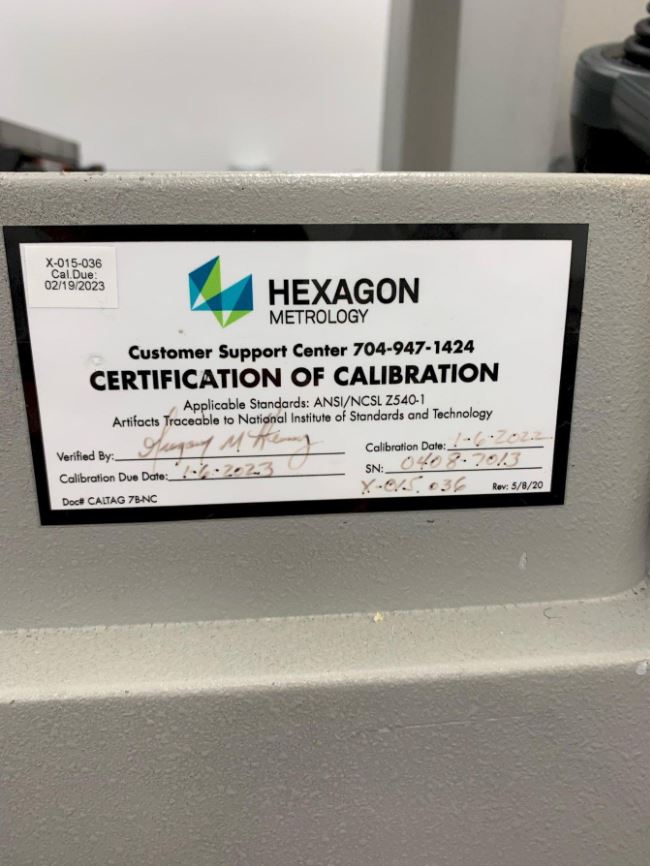 X-015-036
Cal.Due:
02/19/2023
HEXAGON
METROLOGY
Customer Support Center 704-947-1424
CERTIFICATION OF CALIBRATION
Applicable Standards: ANSI/NCSL Z540-1
Artifacts Traceable to National Institute of Standards and Technology
Verified By: M
Calibration Date: 1-6-2022
Calibration Due Date: 1-6-2023
SN: 0408-7013
X-015.036
Doc# CALTAG 7B-NC
Rev: 5/8/20